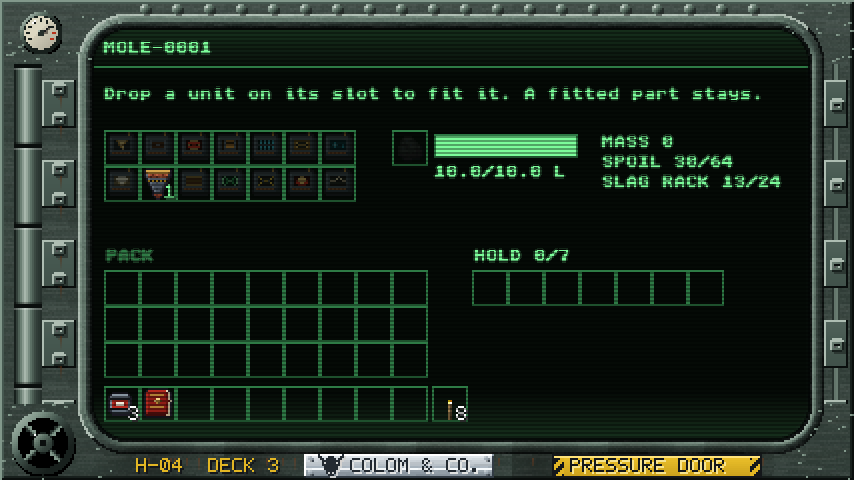 MOLE-0001
Drop a unit on its slot to fit it. A fitted part stays.
MASS 0
10.0/10.0 L
SPOIL 30/64
SLAG RACK 13/24
1
PACK
HOLD 0/7
3
8
H-04 DECK 3
COLOM & CO.
PRESSURE DOOR